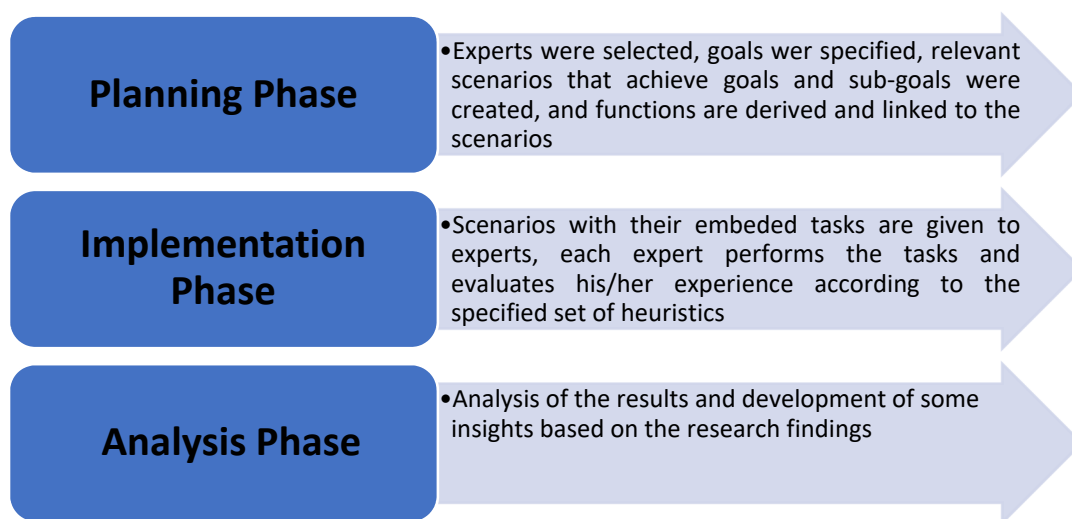 Planning Phase
•Experts were selected, goals wer specified, relevant
scenarios that achieve goals and sub-goals were
created, and functions are derived and linked to the
scenarios
Implementation
Phase
•Scenarios with their embeded tasks are given to
experts, each expert performs the tasks and
evaluates his/her experience according to the
specified set of heuristics
Analysis Phase
•Analysis of the results and development of some
insights based on the research findings